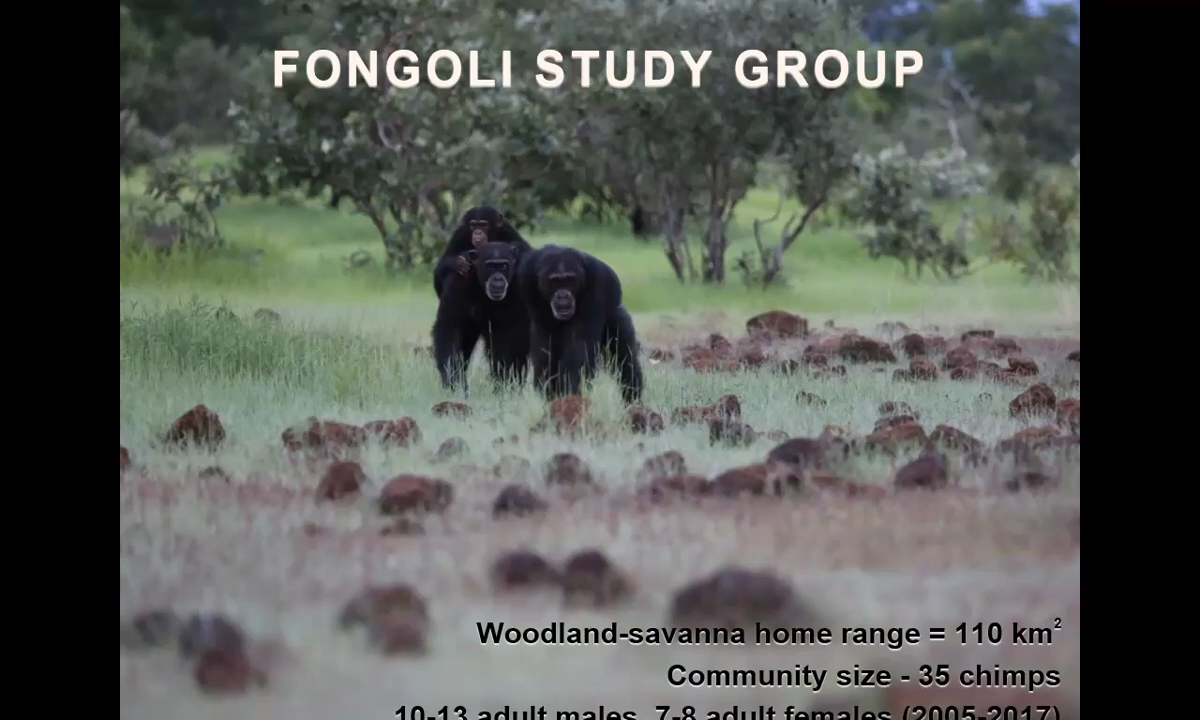 FONGOLI STUDY GROUP
Woodland-savanna home range = 110 km²
Community size - 35 chimps
10-13 adult males, 7-8 adult females (2005-2017)